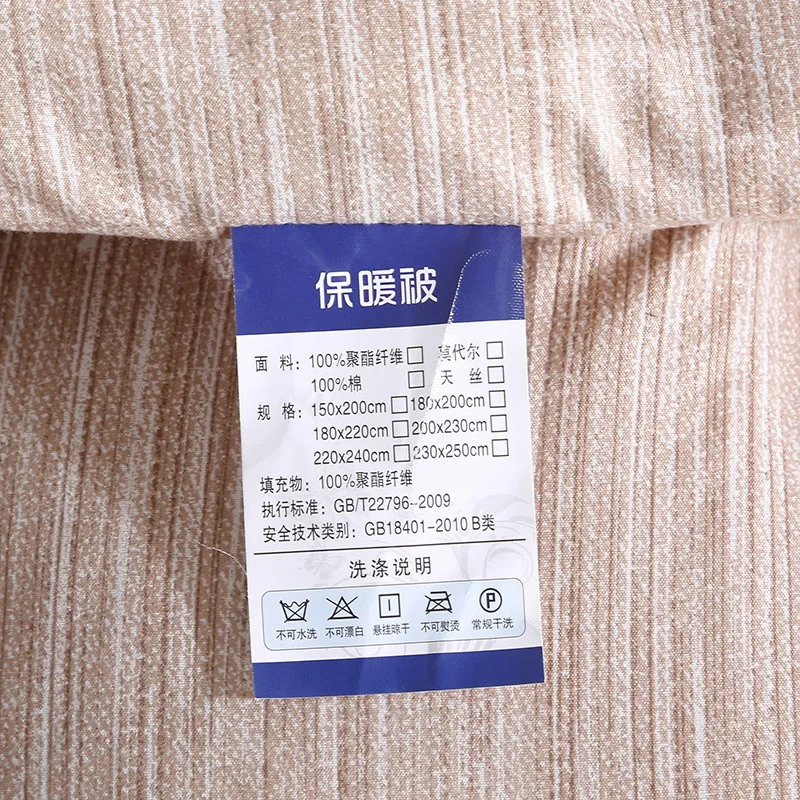 保暖被
面 料：100%聚酯纤维□ 莫代尔□
100%棉 □ 天 丝□
规 格：150x200cm□180x200cm□
180x220cm□200x230cm□
220x240cm□230x250cm□
填充物：100%聚酯纤维
执行标准：GB/T22796--2009
安全技术类别：GB18401-2010 B类
洗涤说明
P
不可水洗 不可漂白 悬挂晾干 不可熨烫 常规干洗